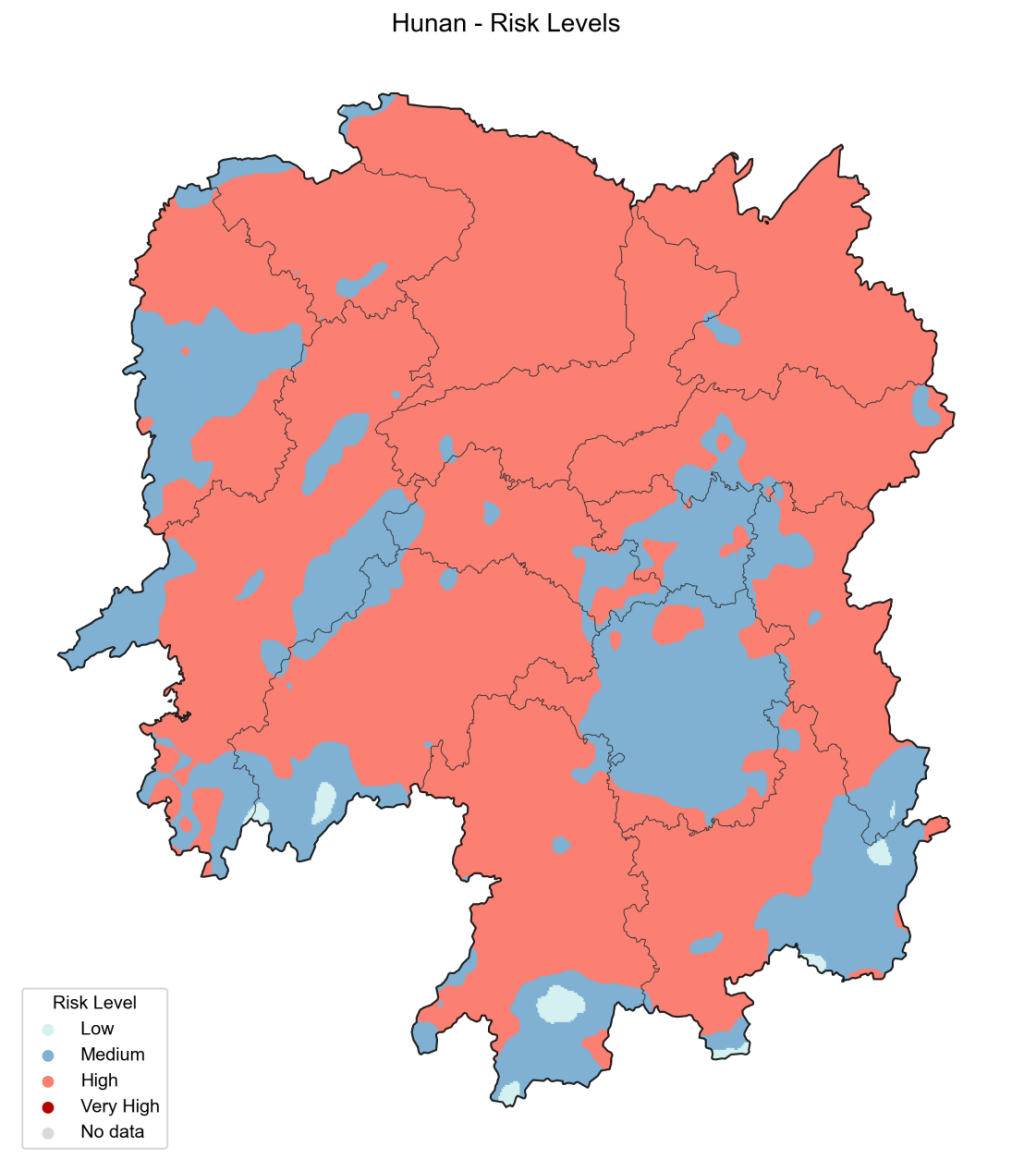 Hunan - Risk Levels
Risk Level
Low
Medium
High
Very High
No data